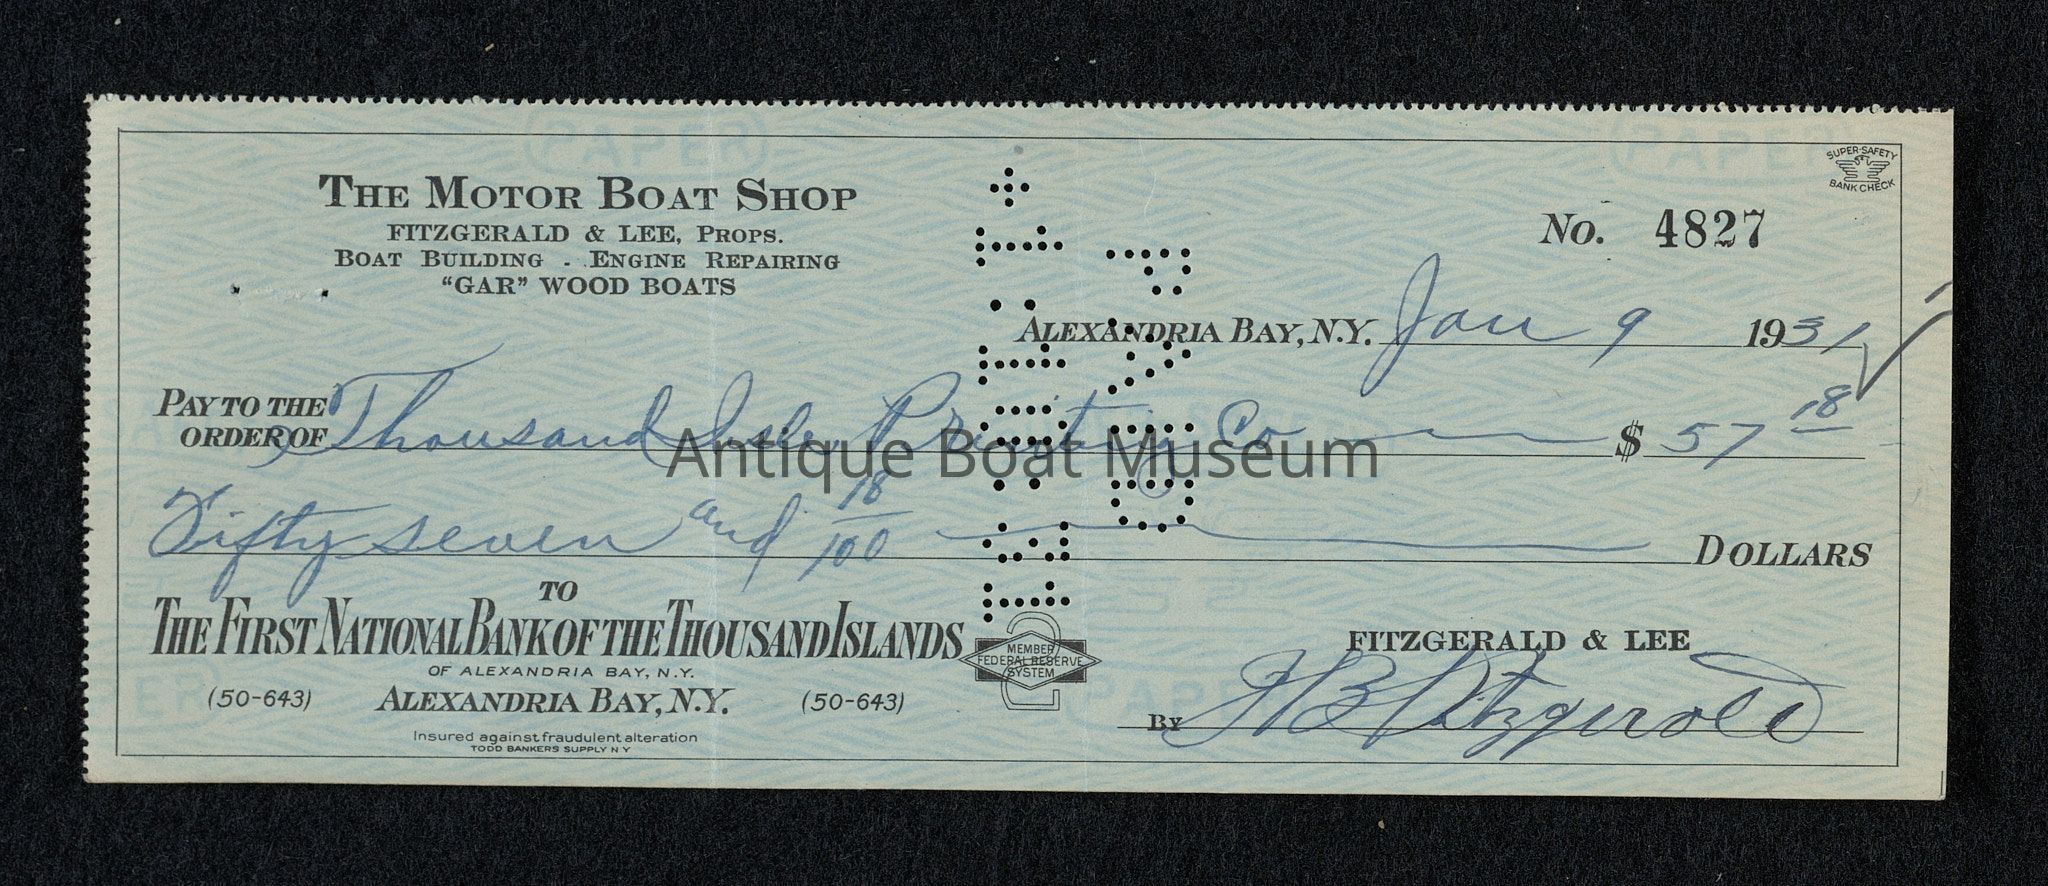 SUPER-SAFETY
BANK CHECK
THE MOTOR BOAT SHOP
FITZGERALD & LEE, PROPS.
BOAT BUILDING - ENGINE REPAIRING
"GAR" WOOD BOATS
No. 4827
ALEXANDRIA BAY, N.Y. Jan 9 1931
PAY TO THE
ORDER OF Thousand Isle Printing Co $ 57 18
Antique Boat Museum
Fifty seven and 18/100 DOLLARS
TO
THE FIRST NATIONAL BANK OF THE THOUSAND ISLANDS
OF ALEXANDRIA BAY, N.Y.
(50-643) ALEXANDRIA BAY, N.Y. (50-643)
Insured against fraudulent alteration
TODD BANKERS SUPPLY N Y
MEMBER
FEDERAL RESERVE
SYSTEM
FITZGERALD & LEE
By H B Fitzgerald
PAID